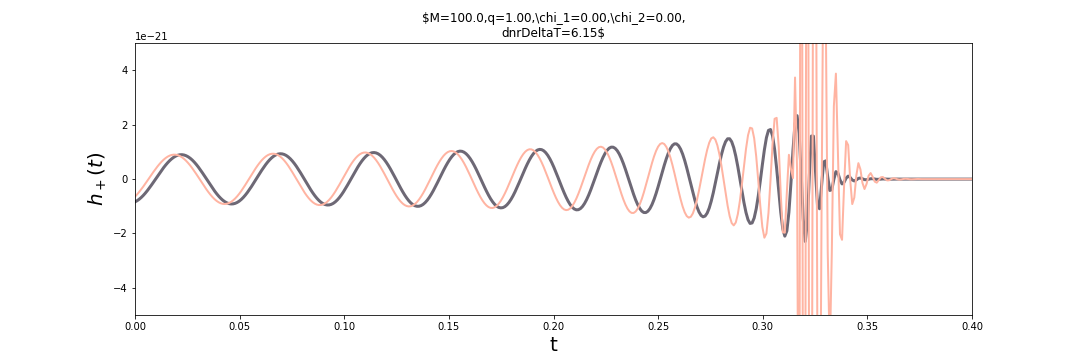 $M=100.0,q=1.00,\chi_1=0.00,\chi_2=0.00,
dnrDeltaT=6.15$
1e−21
4
2
0
−2
−4
h₊(t)
0.00 0.05 0.10 0.15 0.20 0.25 0.30 0.35 0.40
t